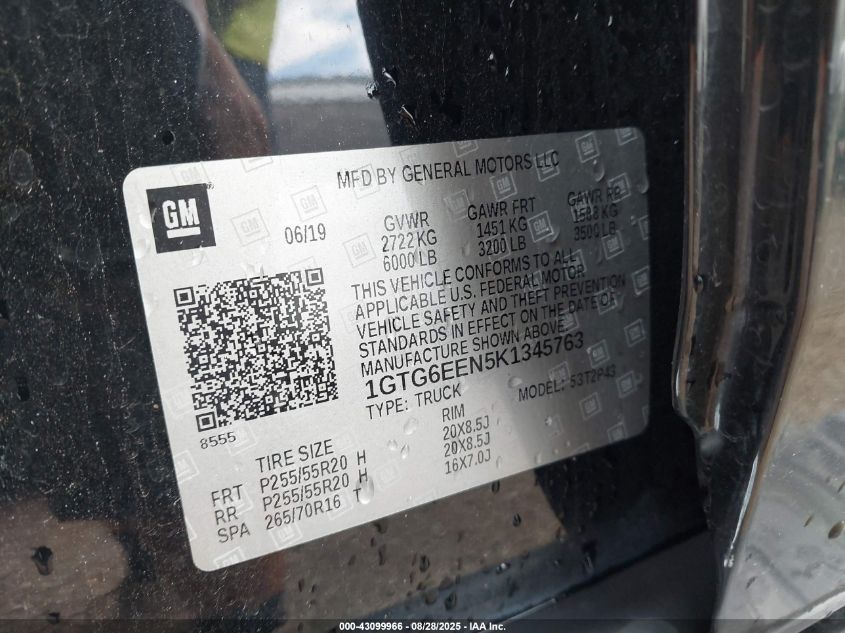 MFD BY GENERAL MOTORS LLC
GM
06/19
GVWR
2722 KG
6000 LB
GAWR FRT
1451 KG
3200 LB
GAWR RR
1588 KG
3500 LB
THIS VEHICLE CONFORMS TO ALL
APPLICABLE U.S. FEDERAL MOTOR
VEHICLE SAFETY AND THEFT PREVENTION
STANDARDS IN EFFECT ON THE DATE OF
MANUFACTURE SHOWN ABOVE.
1GTG6EEN5K1345763
TYPE: TRUCK
MODEL: 53T2P43
8555
TIRE SIZE
RIM
FRT P255/55R20 H 20X8.5J
RR P255/55R20 H 20X8.5J
SPA 265/70R16 T 16X7.0J
000-43099966 - 08/28/2025 - IAA Inc.